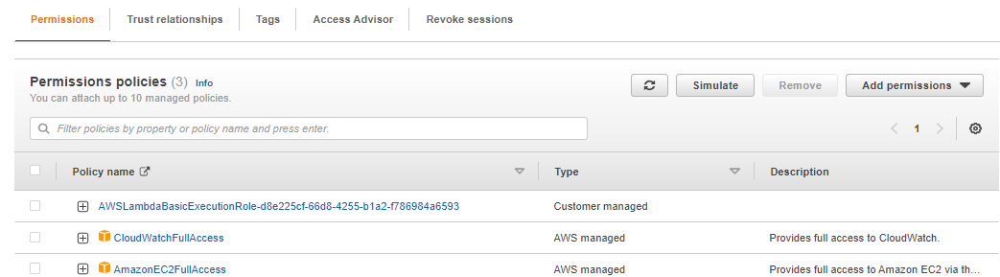 Permissions Trust relationships Tags Access Advisor Revoke sessions
Permissions policies (3) Info
You can attach up to 10 managed policies.
Simulate Remove Add permissions
Filter policies by property or policy name and press enter.
1
Policy name Type Description
AWSLambdaBasicExecutionRole-d8e225cf-66d8-4255-b1a2-f786984a6593 Customer managed
CloudWatchFullAccess AWS managed Provides full access to CloudWatch.
AmazonEC2FullAccess AWS managed Provides full access to Amazon EC2 via th…